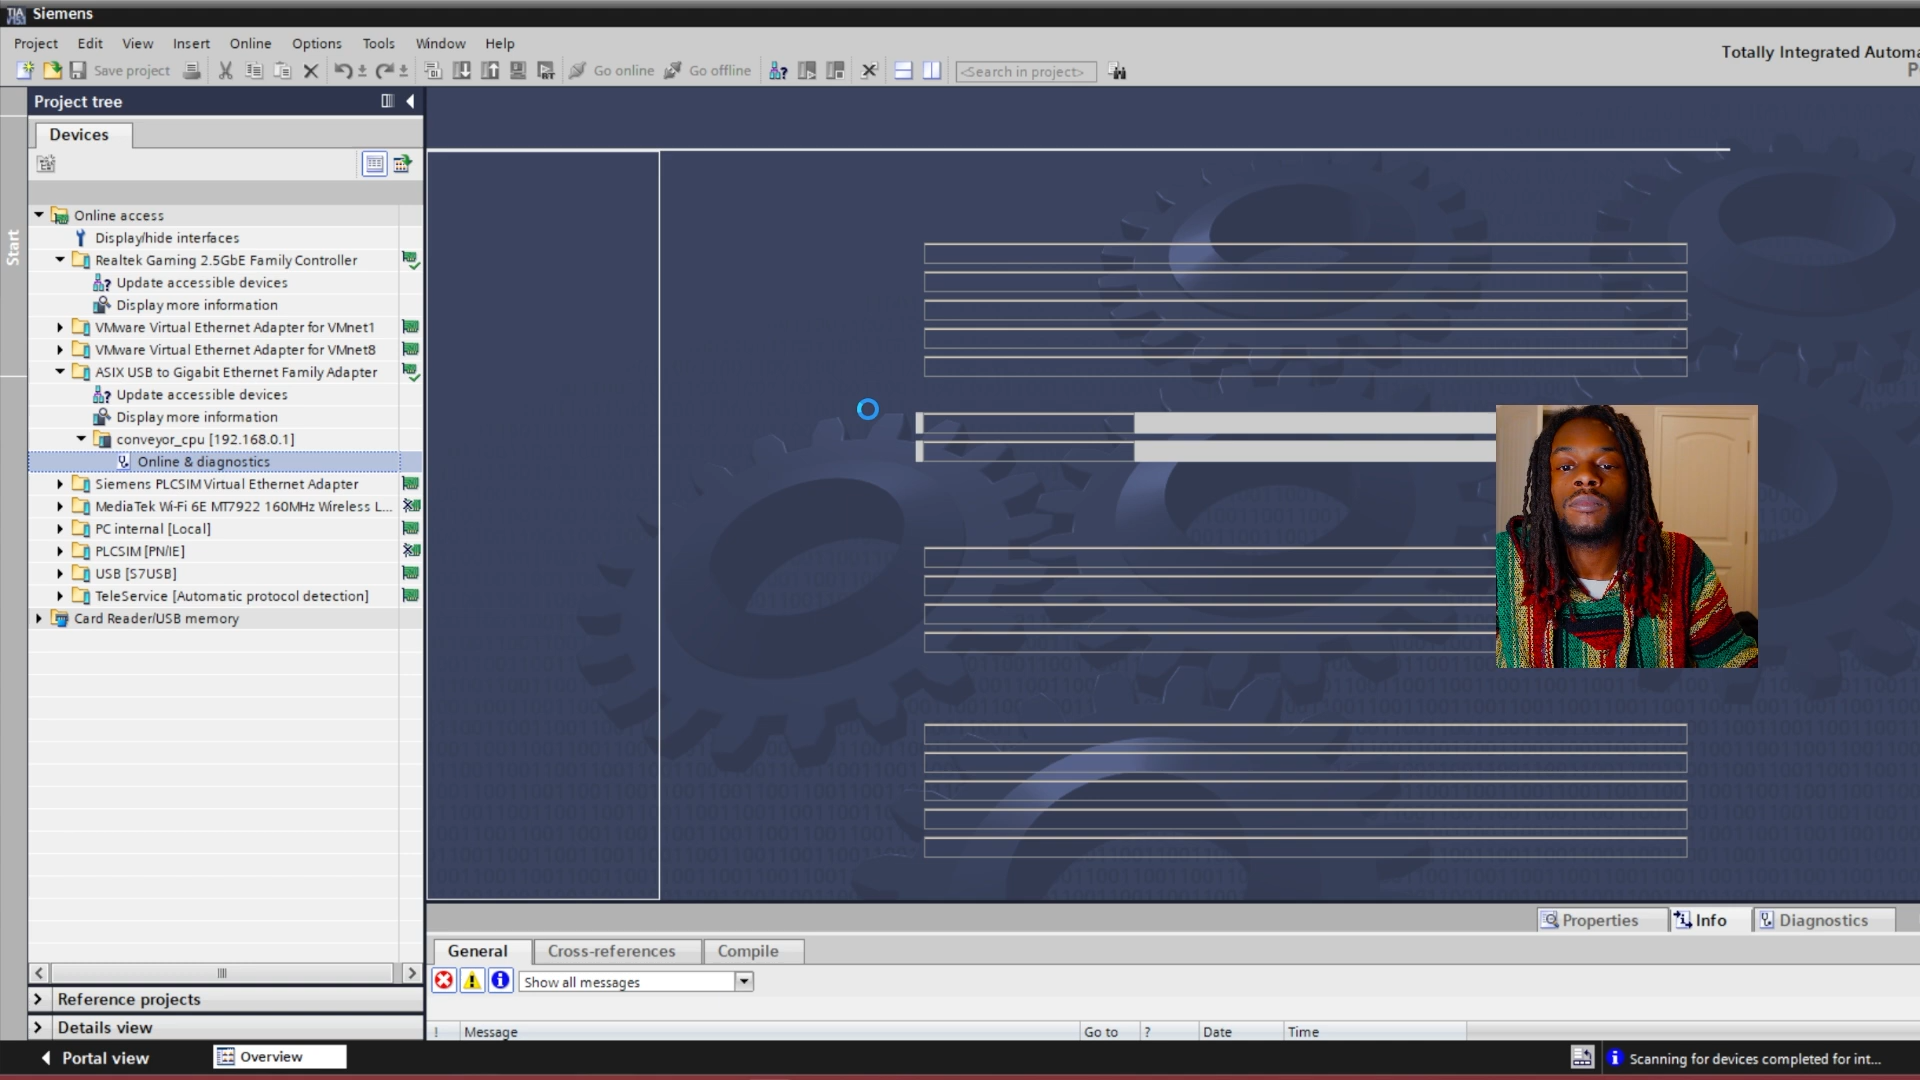 Siemens
Project Edit View Insert Online Options Tools Window Help
Totally Integrated Automa
Save project Go online Go offline <Search in project>
P
Project tree
Devices
Start
Online access
Display/hide interfaces
Realtek Gaming 2.5GbE Family Controller
Update accessible devices
Display more information
VMware Virtual Ethernet Adapter for VMnet1
VMware Virtual Ethernet Adapter for VMnet8
ASIX USB to Gigabit Ethernet Family Adapter
Update accessible devices
Display more information
conveyor_cpu [192.168.0.1]
Online & diagnostics
Siemens PLCSIM Virtual Ethernet Adapter
MediaTek Wi-Fi 6E MT7922 160MHz Wireless L...
PC internal [Local]
PLCSIM [PN/IE]
USB [S7USB]
TeleService [Automatic protocol detection]
Card Reader/USB memory
Properties Info Diagnostics
General Cross-references Compile
Show all messages
! Message Go to ? Date Time
Reference projects
Details view
Portal view Overview Scanning for devices completed for int...